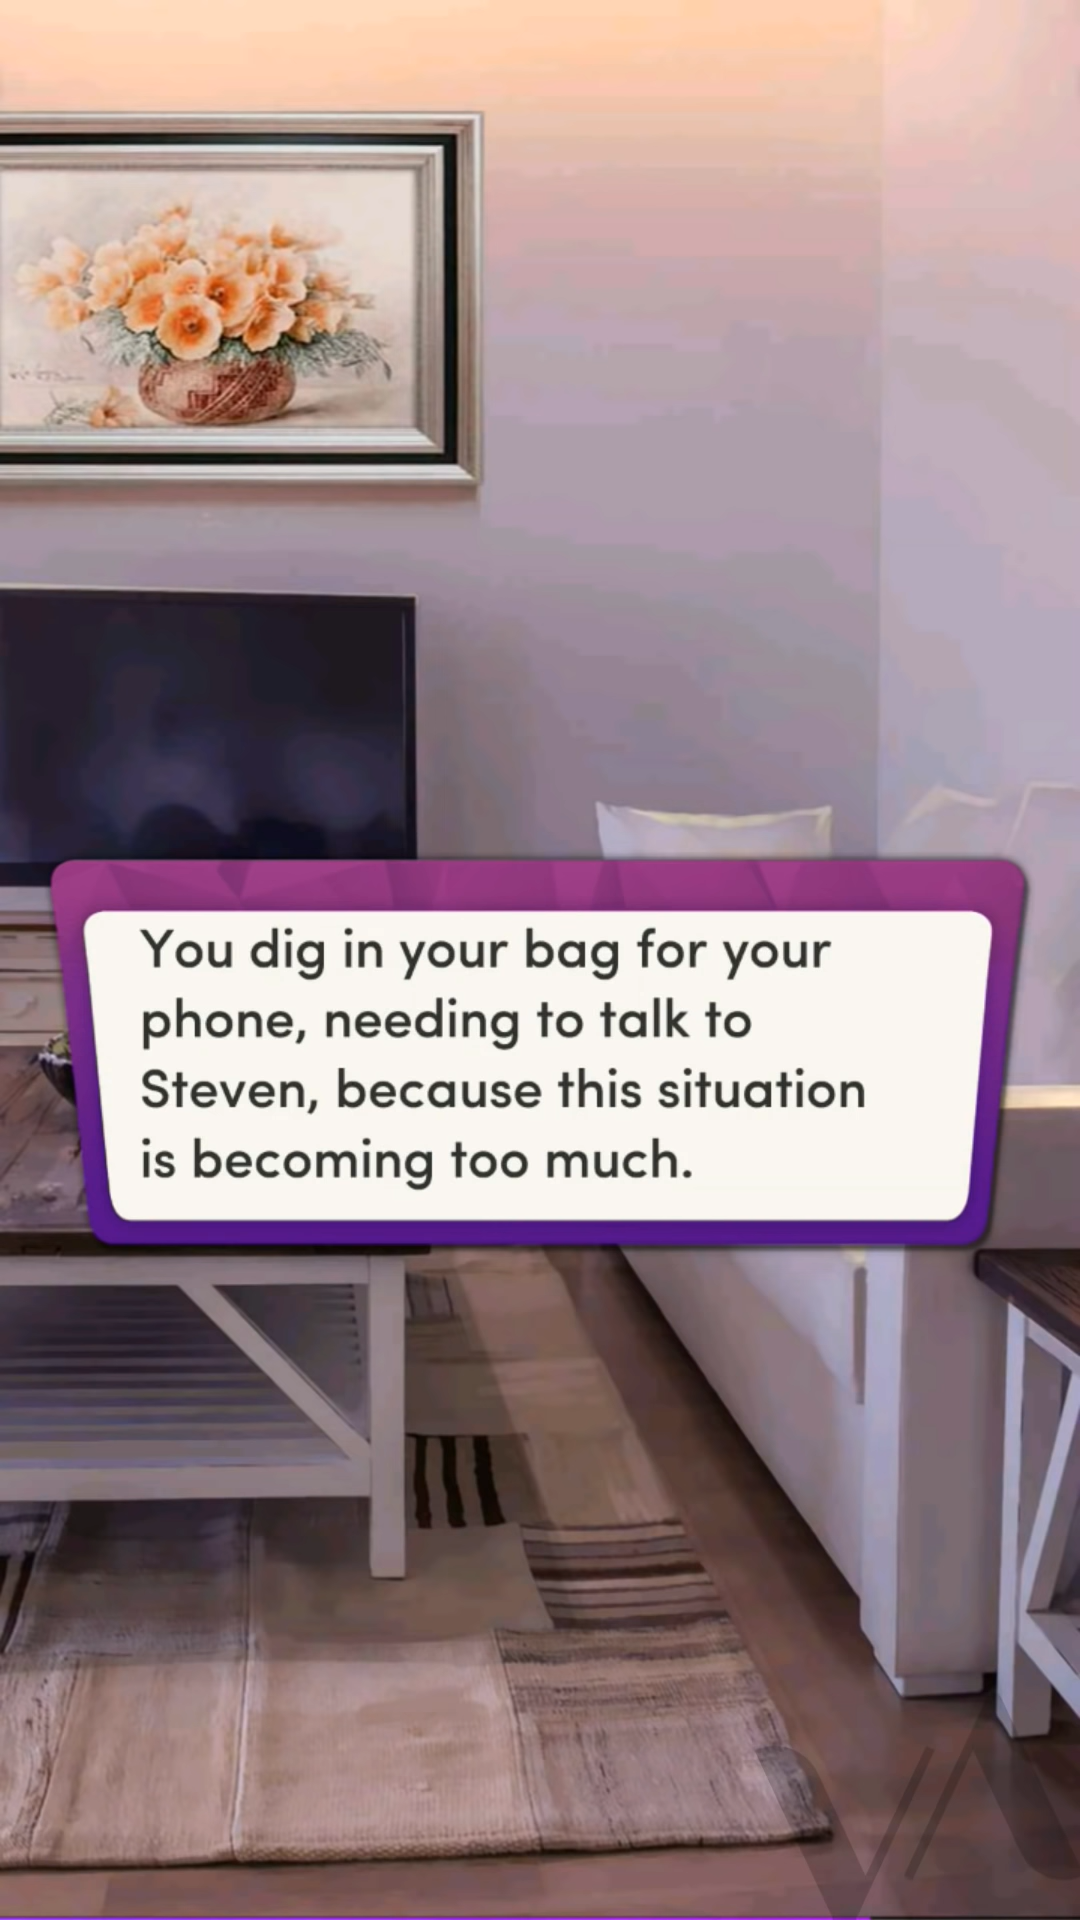 You dig in your bag for your
phone, needing to talk to
Steven, because this situation
is becoming too much.